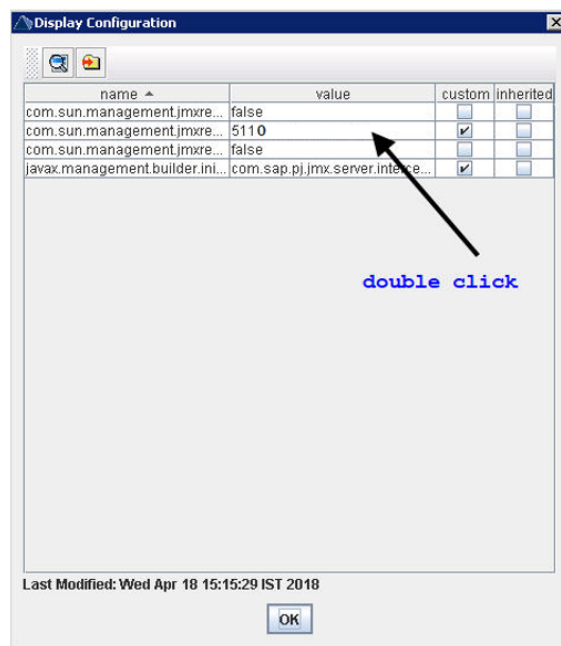 Display Configuration
name value custom inherited
com.sun.management.jmxre... false
com.sun.management.jmxre... 5110
com.sun.management.jmxre... false
javax.management.builder.ini... com.sap.pj.jmx.server.interce...
double click
Last Modified: Wed Apr 18 15:15:29 IST 2018
OK